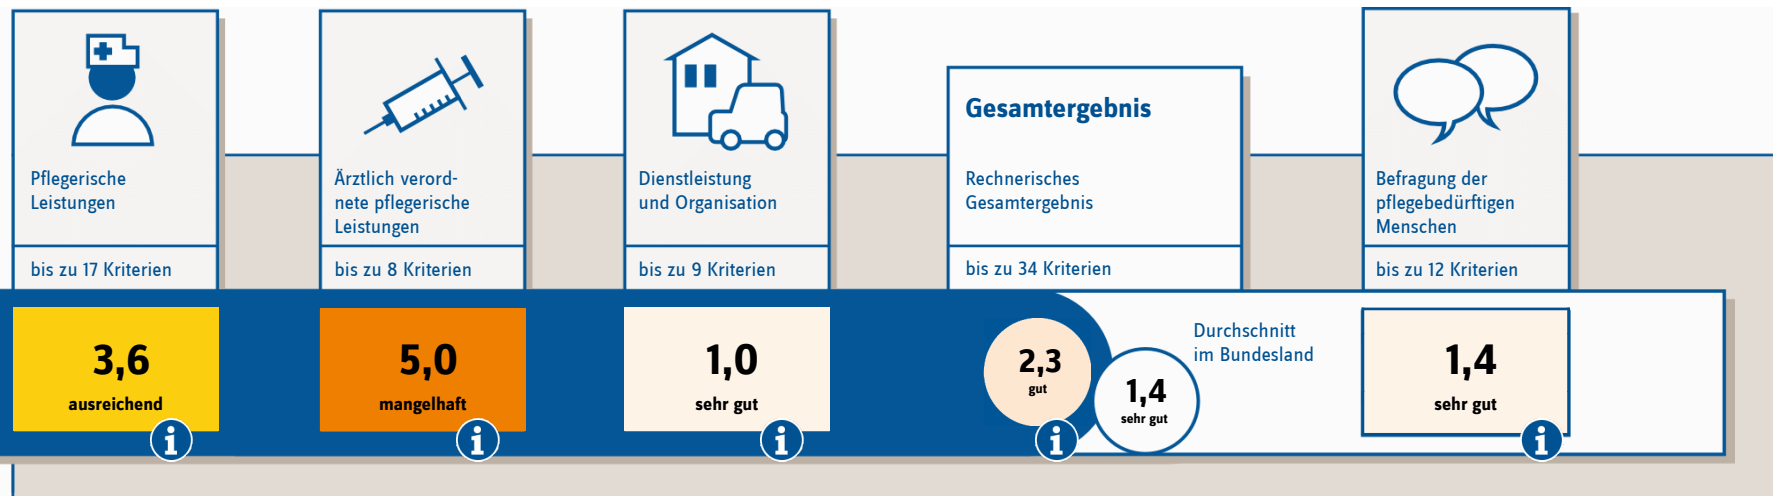 Pflegerische
Leistungen
bis zu 17 Kriterien
3,6
ausreichend
i
Ärztlich verord-
nete pflegerische
Leistungen
bis zu 8 Kriterien
5,0
mangelhaft
i
Dienstleistung
und Organisation
bis zu 9 Kriterien
1,0
sehr gut
i
Gesamtergebnis
Rechnerisches
Gesamtergebnis
bis zu 34 Kriterien
2,3
gut
i
1,4
sehr gut
Durchschnitt
im Bundesland
Befragung der
pflegebedürftigen
Menschen
bis zu 12 Kriterien
1,4
sehr gut
i